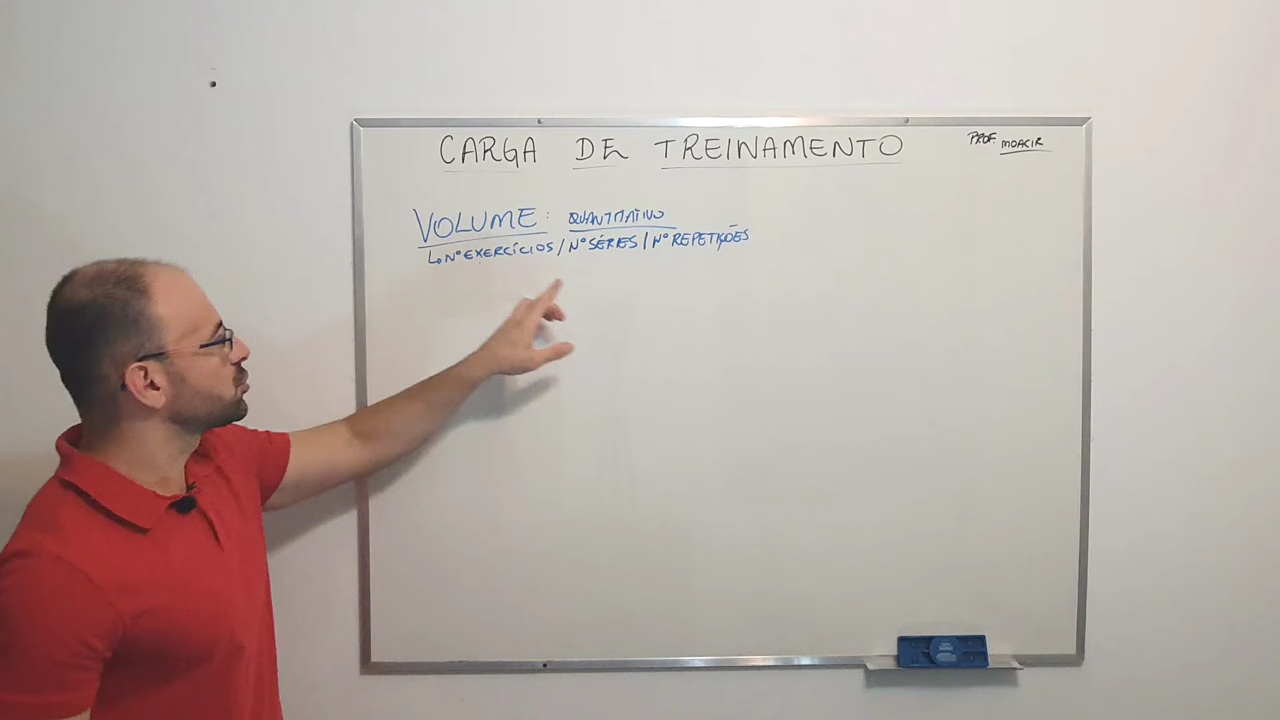 CARGA DE TREINAMENTO
PROF. MOACIR
VOLUME: QUANTITATIVO
↳ Nº EXERCÍCIOS / Nº SÉRIES / Nº REPETIÇÕES